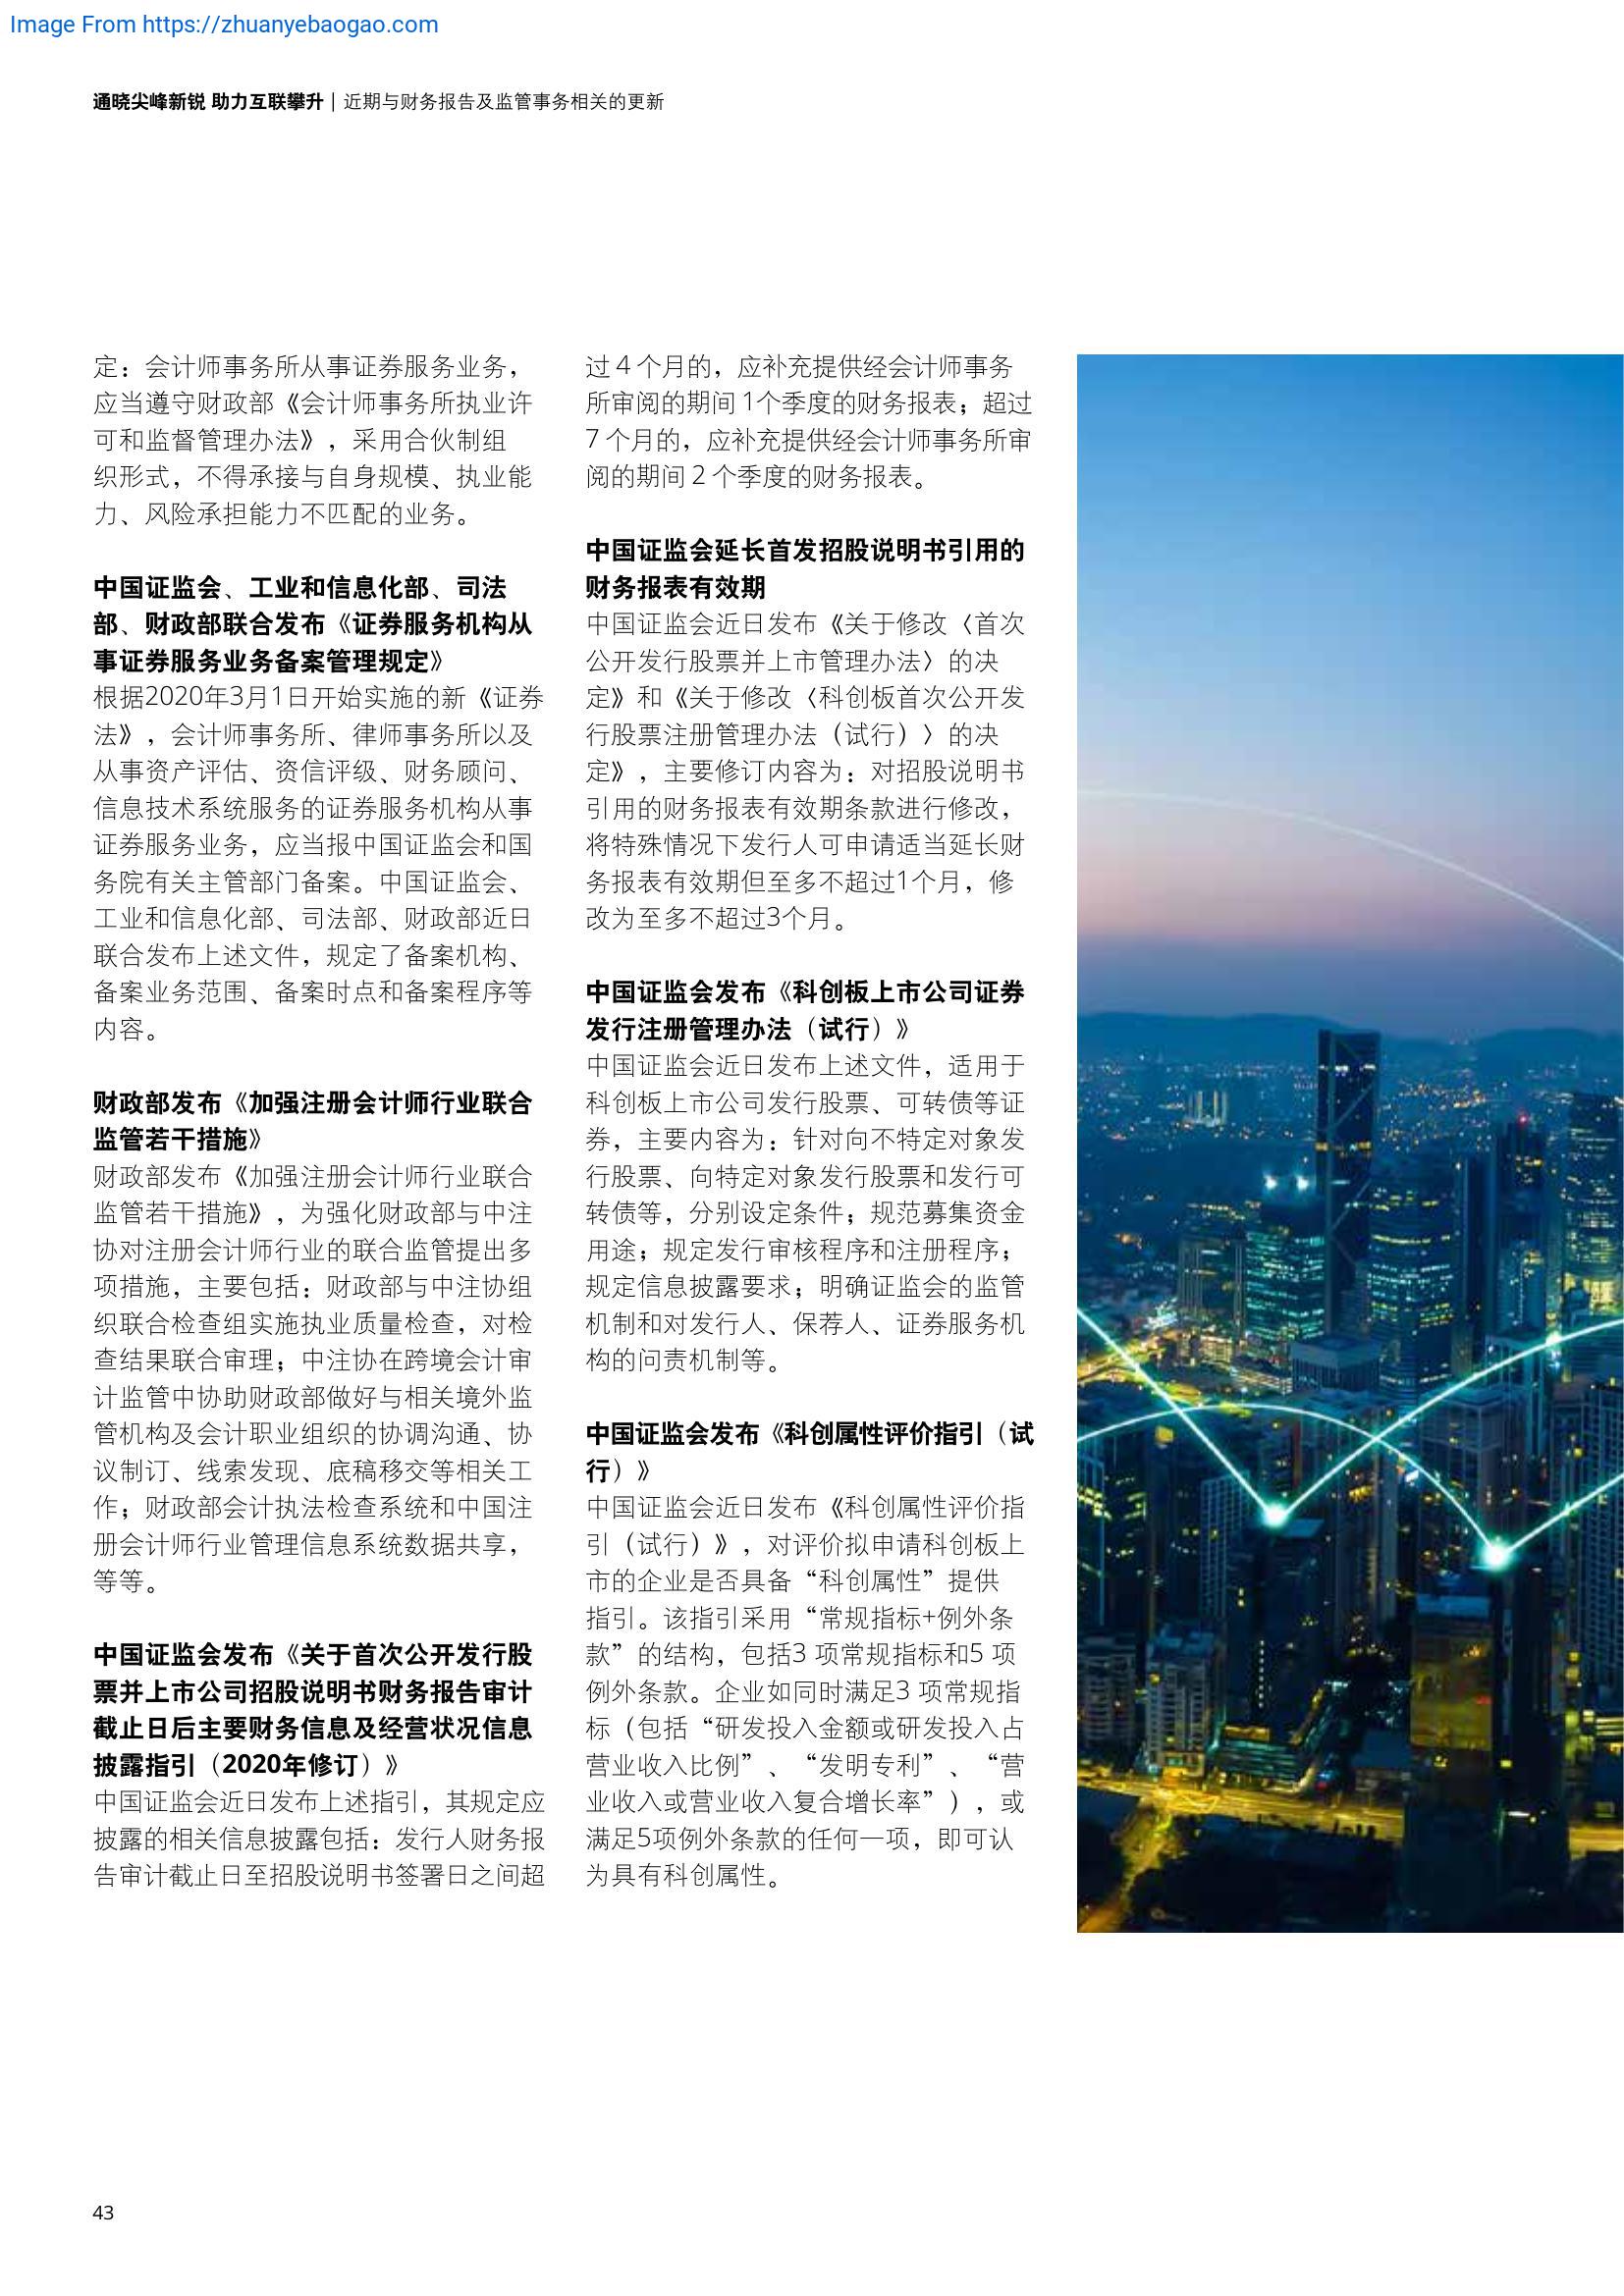 Image From https://zhuanyebaogao.com
通晓尖峰新锐 助力互联攀升 | 近期与财务报告及监管事务相关的更新
定：会计师事务所从事证券服务业务，
应当遵守财政部《会计师事务所执业许
可和监督管理办法》，采用合伙制组
织形式，不得承接与自身规模、执业能
力、风险承担能力不匹配的业务。
中国证监会、工业和信息化部、司法
部、财政部联合发布《证券服务机构从
事证券服务业务备案管理规定》
根据2020年3月1日开始实施的新《证券
法》，会计师事务所、律师事务所以及
从事资产评估、资信评级、财务顾问、
信息技术系统服务的证券服务机构从事
证券服务业务，应当报中国证监会和国
务院有关主管部门备案。中国证监会、
工业和信息化部、司法部、财政部近日
联合发布上述文件，规定了备案机构、
备案业务范围、备案时点和备案程序等
内容。
财政部发布《加强注册会计师行业联合
监管若干措施》
财政部发布《加强注册会计师行业联合
监管若干措施》，为强化财政部与中注
协对注册会计师行业的联合监管提出多
项措施，主要包括：财政部与中注协组
织联合检查组实施执业质量检查，对检
查结果联合审理；中注协在跨境会计审
计监管中协助财政部做好与相关境外监
管机构及会计职业组织的协调沟通、协
议制订、线索发现、底稿移交等相关工
作；财政部会计执法检查系统和中国注
册会计师行业管理信息系统数据共享，
等等。
中国证监会发布《关于首次公开发行股
票并上市公司招股说明书财务报告审计
截止日后主要财务信息及经营状况信息
披露指引（2020年修订）》
中国证监会近日发布上述指引，其规定应
披露的相关信息披露包括：发行人财务报
告审计截止日至招股说明书签署日之间超
过 4 个月的，应补充提供经会计师事务
所审阅的期间 1个季度的财务报表；超过
7 个月的，应补充提供经会计师事务所审
阅的期间 2 个季度的财务报表。
中国证监会延长首发招股说明书引用的
财务报表有效期
中国证监会近日发布《关于修改〈首次
公开发行股票并上市管理办法〉的决
定》和《关于修改〈科创板首次公开发
行股票注册管理办法（试行）〉的决
定》，主要修订内容为：对招股说明书
引用的财务报表有效期条款进行修改，
将特殊情况下发行人可申请适当延长财
务报表有效期但至多不超过1个月，修
改为至多不超过3个月。
中国证监会发布《科创板上市公司证券
发行注册管理办法（试行）》
中国证监会近日发布上述文件，适用于
科创板上市公司发行股票、可转债等证
券，主要内容为：针对向不特定对象发
行股票、向特定对象发行股票和发行可
转债等，分别设定条件；规范募集资金
用途；规定发行审核程序和注册程序；
规定信息披露要求；明确证监会的监管
机制和对发行人、保荐人、证券服务机
构的问责机制等。
中国证监会发布《科创属性评价指引（试
行）》
中国证监会近日发布《科创属性评价指
引（试行）》，对评价拟申请科创板上
市的企业是否具备“科创属性”提供
指引。该指引采用“常规指标+例外条
款”的结构，包括3 项常规指标和5 项
例外条款。企业如同时满足3 项常规指
标（包括“研发投入金额或研发投入占
营业收入比例”、“发明专利”、“营
业收入或营业收入复合增长率”），或
满足5项例外条款的任何一项，即可认
为具有科创属性。
43